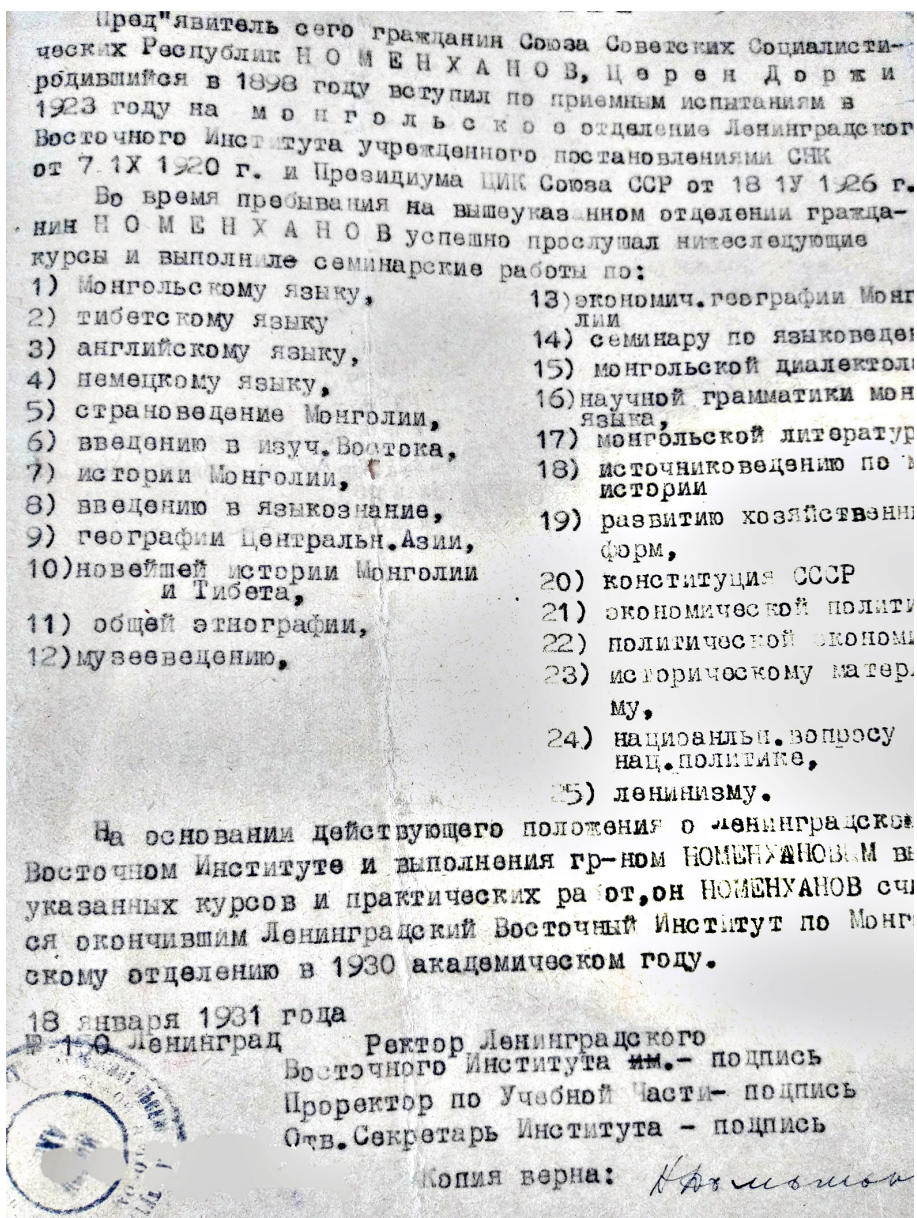 Пред"явитель сего гражданин Союза Советских Социалисти-
ческих Республик Н О М Е Н Х А Н О В, Ц е р е н Д о р ж и
родившийся в 1898 году вступил по приемным испытаниям в
1923 году на м о н г о л ь с к о е отделение Ленинградског
Восточного Института учрежденного постановлениями СНК
от 7 1X 1920 г. и Президиума ЦИК Союза ССР от 18 1У 1926 г.
Во время пребывания на вышеуказанном отделении гражда-
нин Н О М Е Н Х А Н О В успешно прослушал нижеследующие
курсы и выполниле семинарские работы по:
1) Монгольскому языку,
2) тибетскому языку
3) английскому языку,
4) немецкому языку,
5) страноведение Монголии,
6) введению в изуч.Востока,
7) истории Монголии,
8) введению в языкознание,
9) географии Центральн.Азии,
10)новейшей истории Монголии
и Тибета,
11) общей этнографии,
12)музееведению,
13)экономич.географии Монг
лии
14) семинару по языковеден
15) монгольской диалектол
16)научной грамматики мон
языка,
17) монгольской литератур
18) источниковедению по м
истории
19) развитию хозяйственн
форм,
20) конституция СССР
21) экономической полити
22) политической экономи
23) историческому матер
му,
24) нациоанльн.вопросу
нац.политике,
25) ленинизму.
На основании действующего положения о Ленинградском
Восточном Институте и выполнения гр-ном НОМЕНХАНОВЫМ вы
указанных курсов и практических работ,он НОМЕНХАНОВ счи
ся окончившим Ленинградский Восточный Институт по Монг
скому отделению в 1930 академическом году.
18 января 1931 года
Ленинград Ректор Ленинградского
Восточного Института им.- подпись
Проректор по Учебной Части- подпись
Отв.Секретарь Института - подпись
Копия верна: